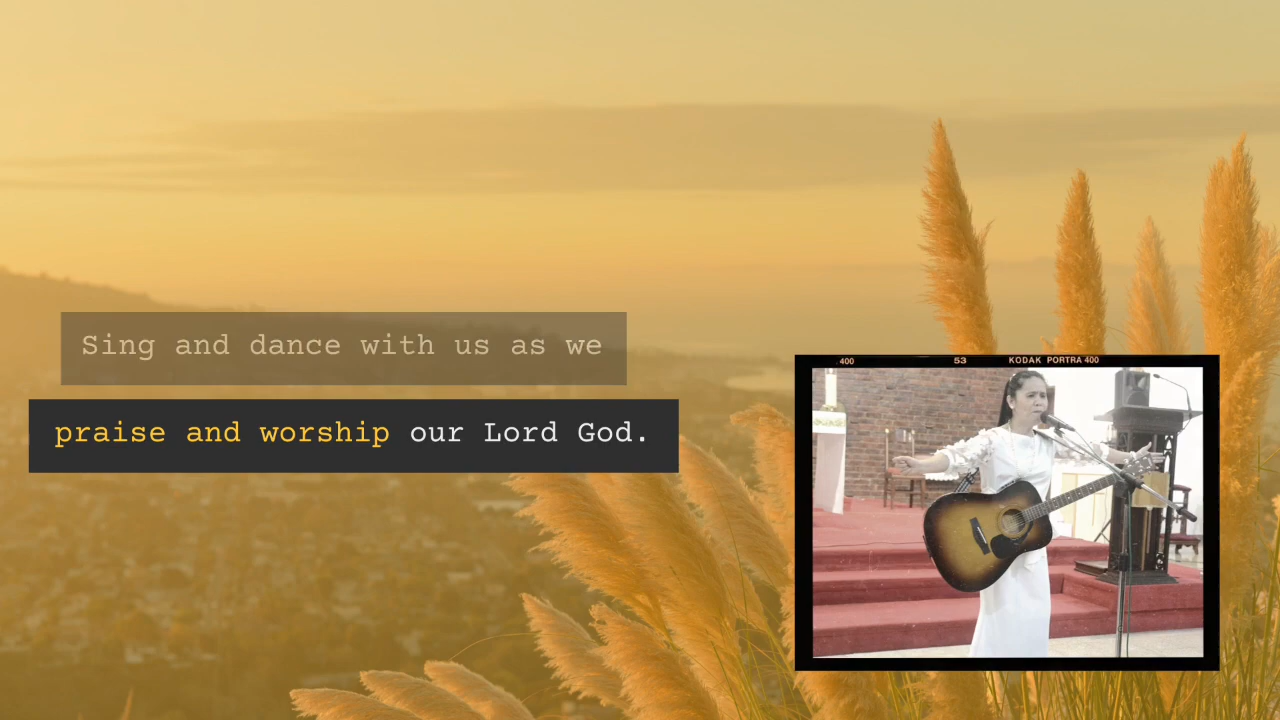 Sing and dance with us as we
praise and worship our Lord God.
400 53 KODAK PORTRA 400